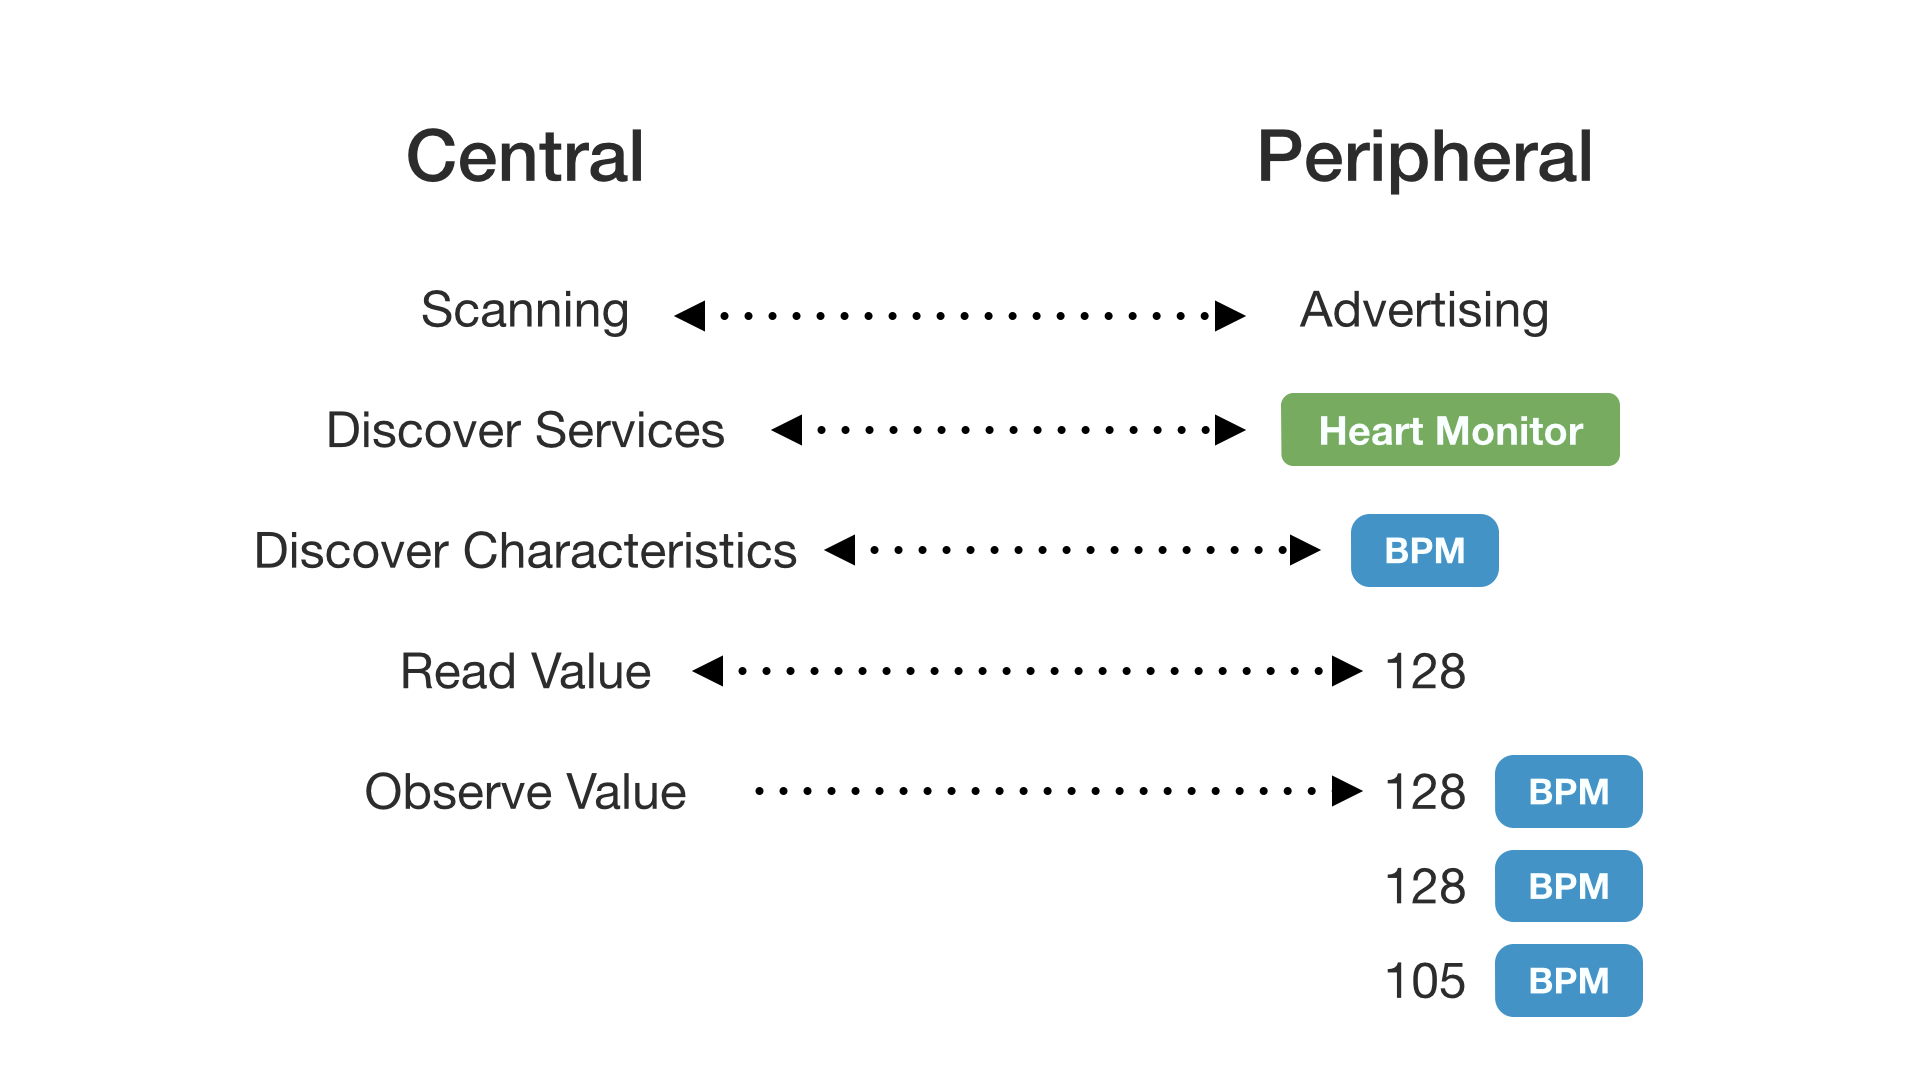 Central Peripheral
Scanning Advertising
Discover Services Heart Monitor
Discover Characteristics BPM
Read Value 128
Observe Value 128 BPM
128 BPM
105 BPM